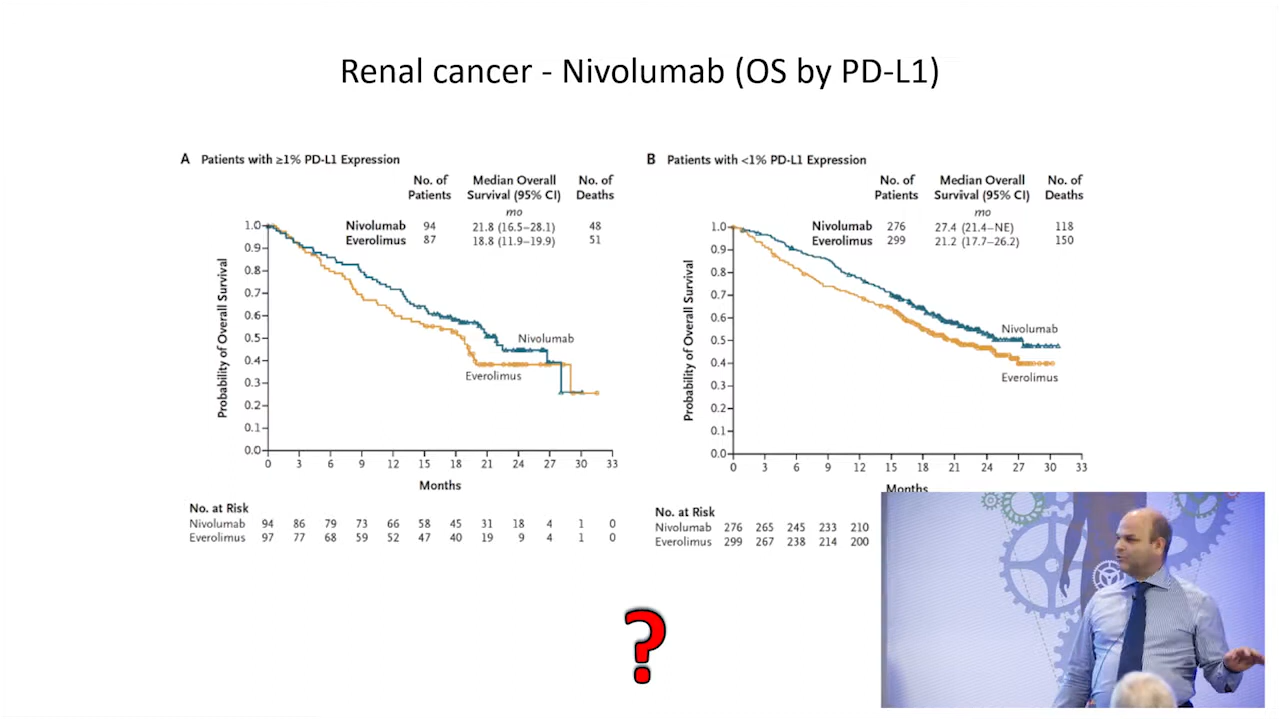 Renal cancer - Nivolumab (OS by PD-L1)
A Patients with ≥1% PD-L1 Expression
No. of Patients Median Overall Survival (95% CI) No. of Deaths
mo
Nivolumab 94 21.8 (16.5–28.1) 48
Everolimus 87 18.8 (11.9–19.9) 51
Probability of Overall Survival
1.0
0.9
0.8
0.7
0.6
0.5
0.4
0.3
0.2
0.1
0.0
Nivolumab
Everolimus
0 3 6 9 12 15 18 21 24 27 30 33
Months
No. at Risk
Nivolumab 94 86 79 73 66 58 45 31 18 4 1 0
Everolimus 97 77 68 59 52 47 40 19 9 4 1 0
B Patients with <1% PD-L1 Expression
No. of Patients Median Overall Survival (95% CI) No. of Deaths
mo
Nivolumab 276 27.4 (21.4–NE) 118
Everolimus 299 21.2 (17.7–26.2) 150
Probability of Overall Survival
1.0
0.9
0.8
0.7
0.6
0.5
0.4
0.3
0.2
0.1
0.0
Nivolumab
Everolimus
0 3 6 9 12 15 18 21 24 27 30 33
Months
No. at Risk
Nivolumab 276 265 245 233 210
Everolimus 299 267 238 214 200
?